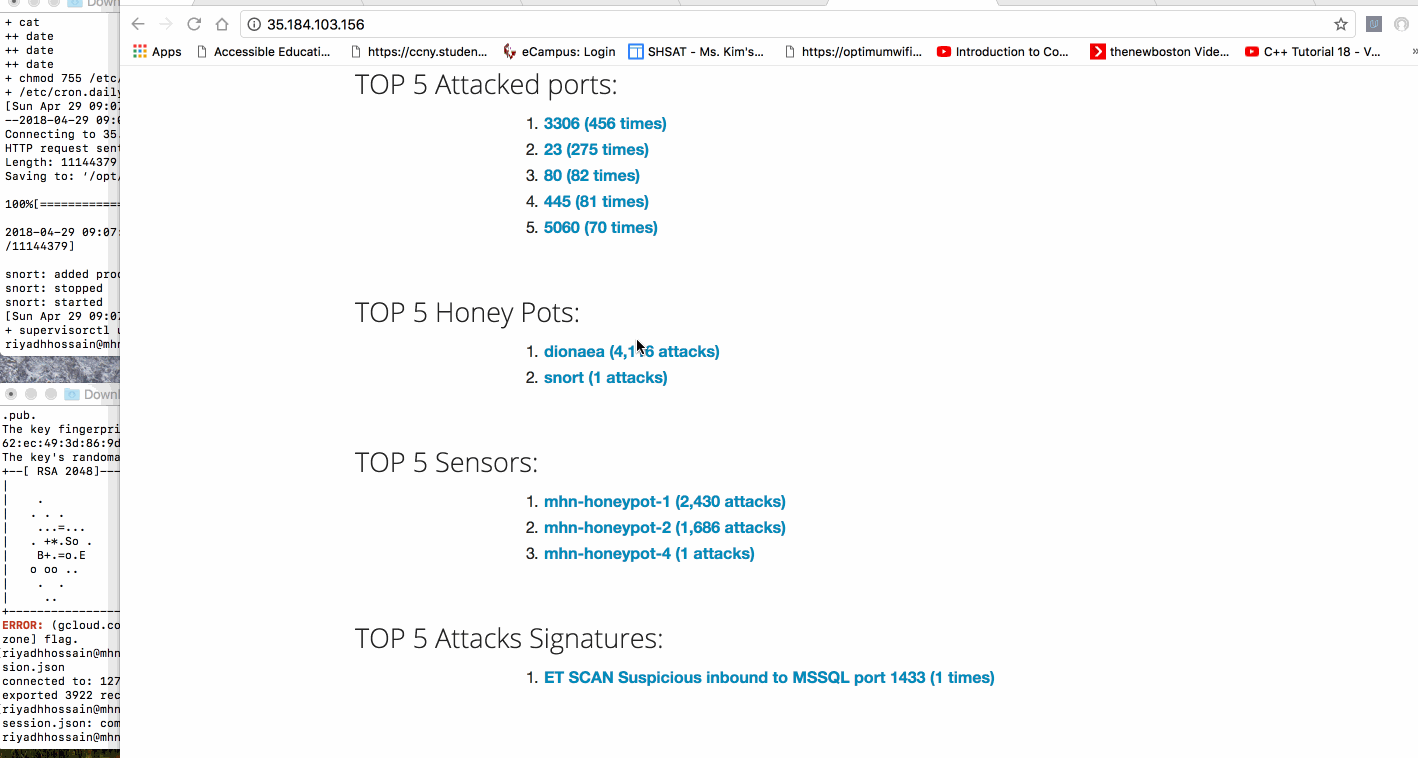 Downl
+ cat
++ date
++ date
++ date
+ chmod 755 /etc/
+ /etc/cron.daily
[Sun Apr 29 09:07
--2018-04-29 09:0
Connecting to 35.
HTTP request sent
Length: 11144379
Saving to: '/opt/
100%[============
2018-04-29 09:07:
/11144379]
snort: added proc
snort: stopped
snort: started
[Sun Apr 29 09:07
+ supervisorctl u
riyadhhossain@mhn
Downl
.pub.
The key fingerpri
62:ec:49:3d:86:9d
The key's randoma
+--[ RSA 2048]---
|
|    .
|   . . .
|    ...=...
|   . +*.So .
|    B+.=o.E
|   o oo ..
|    .  .
|     ..
+----------------
ERROR: (gcloud.co
zone] flag.
riyadhhossain@mhn
sion.json
connected to: 127
exported 3922 rec
riyadhhossain@mhn
session.json: com
riyadhhossain@mhn
35.184.103.156
Apps Accessible Educati... https://ccny.studen... eCampus: Login SHSAT - Ms. Kim's... https://optimumwifi... Introduction to Co... thenewboston Vide... C++ Tutorial 18 - V... »
TOP 5 Attacked ports:
1. 3306 (456 times)
2. 23 (275 times)
3. 80 (82 times)
4. 445 (81 times)
5. 5060 (70 times)
TOP 5 Honey Pots:
1. dionaea attacks)
2. snort (1 attacks)
TOP 5 Sensors:
1. mhn-honeypot-1 (2,430 attacks)
2. mhn-honeypot-2 (1,686 attacks)
3. mhn-honeypot-4 (1 attacks)
TOP 5 Attacks Signatures:
1. ET SCAN Suspicious inbound to MSSQL port 1433 (1 times)